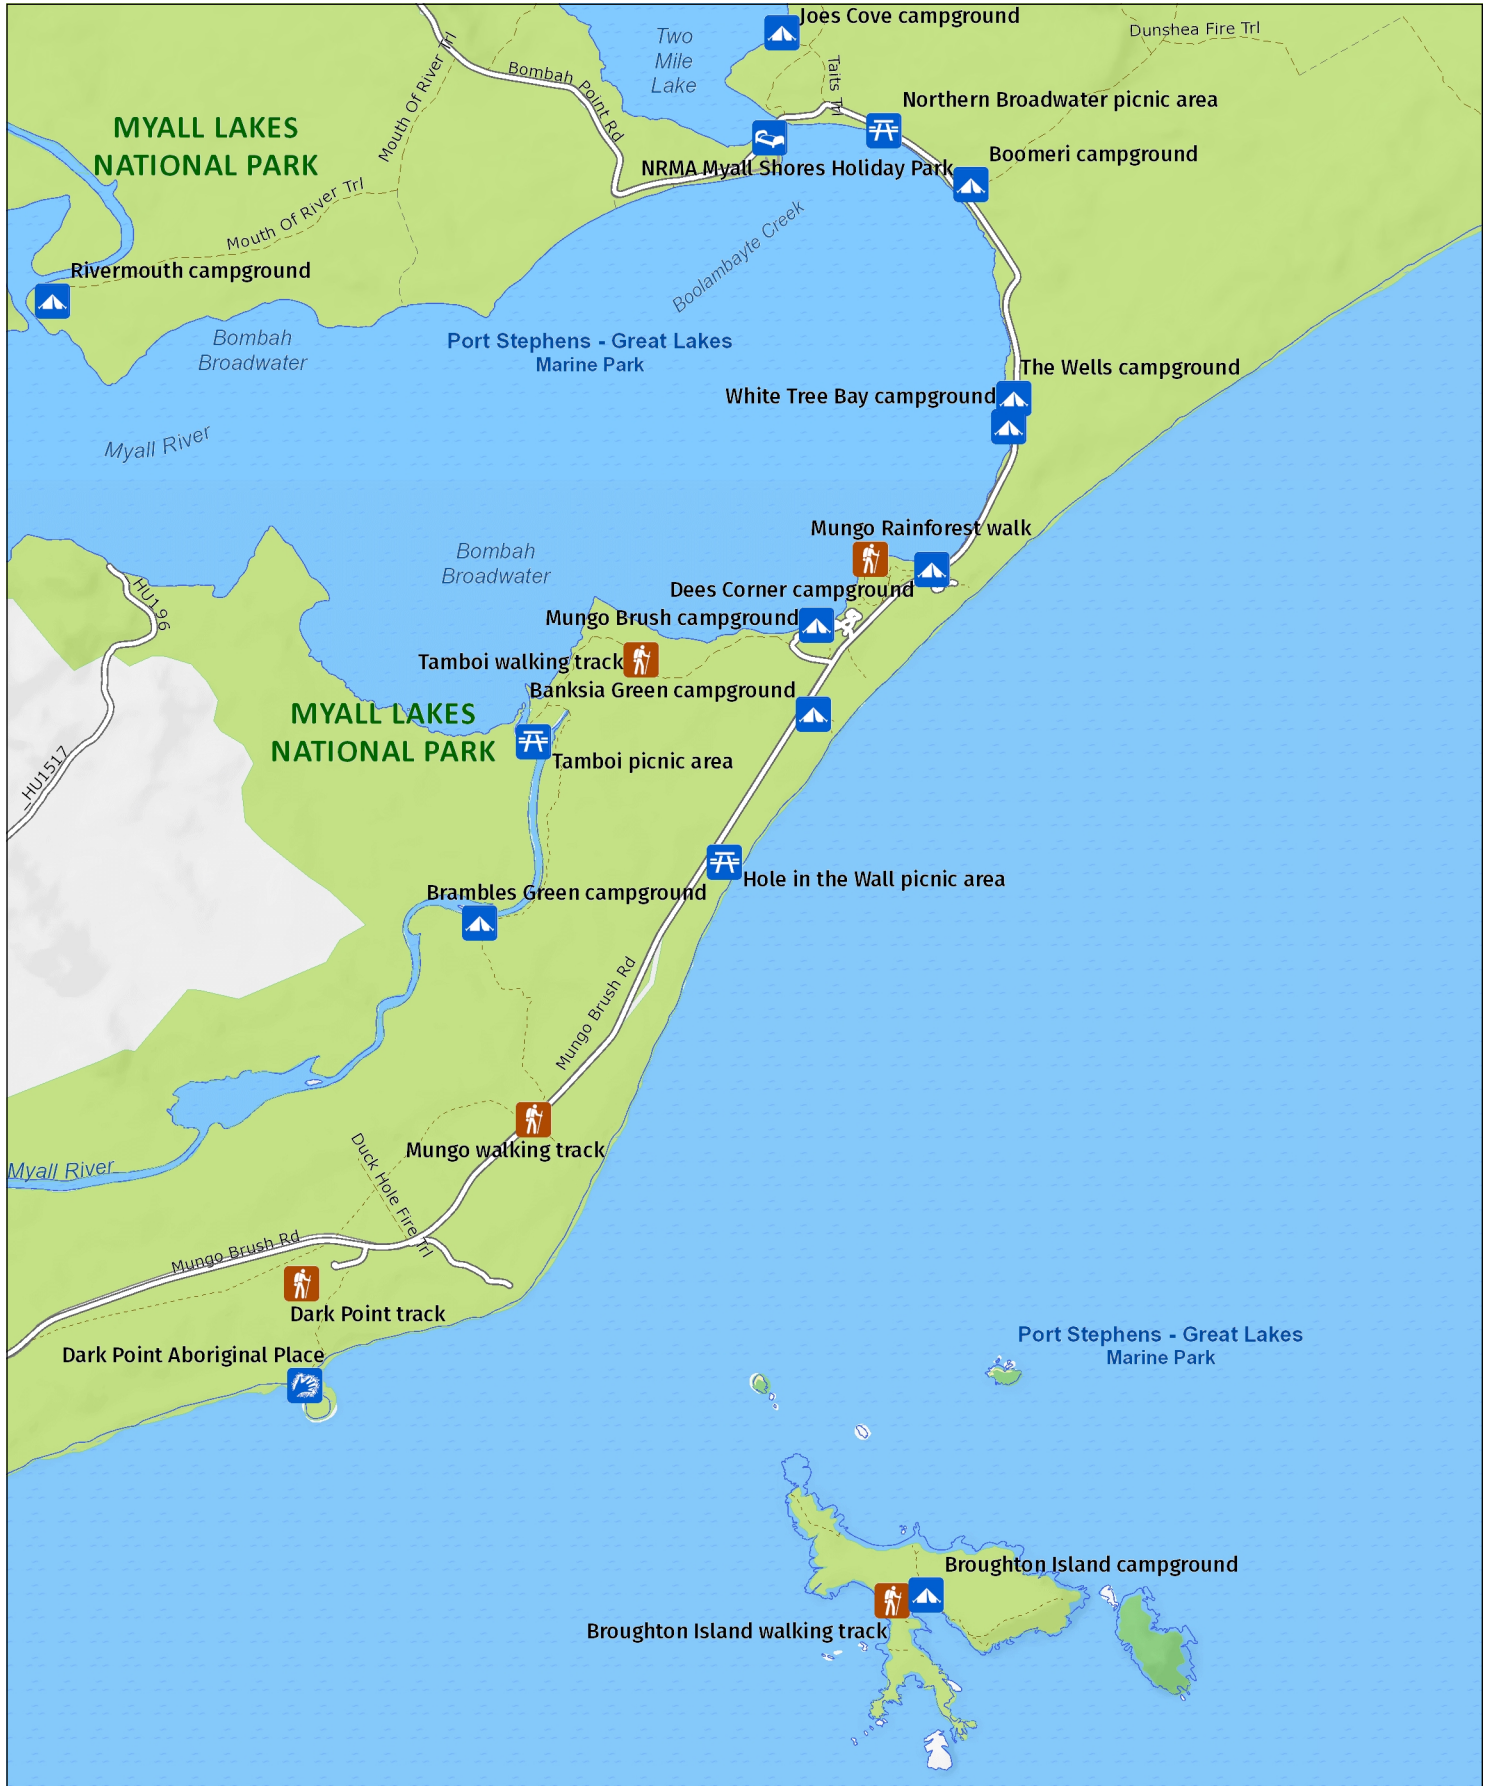 Joes Cove campground
Dunshea Fire Trl
Two
Mile
Lake
Mouth Of River Trl
Bombah Point Rd
Taits Trl
Northern Broadwater picnic area
MYALL LAKES
NATIONAL PARK
NRMA Myall Shores Holiday Park
Boomeri campground
Mouth Of River Trl
Boolambayte Creek
Rivermouth campground
Bombah
Broadwater
Port Stephens - Great Lakes
Marine Park
The Wells campground
White Tree Bay campground
Myall River
Mungo Rainforest walk
Bombah
Broadwater
HU196
Dees Corner campground
Mungo Brush campground
Tamboi walking track
Banksia Green campground
MYALL LAKES
NATIONAL PARK
Tamboi picnic area
_HU1517
Hole in the Wall picnic area
Brambles Green campground
Mungo Brush Rd
Mungo walking track
Duck Hole Fire Trl
Myall River
Mungo Brush Rd
Dark Point track
Port Stephens - Great Lakes
Marine Park
Dark Point Aboriginal Place
Broughton Island campground
Broughton Island walking track